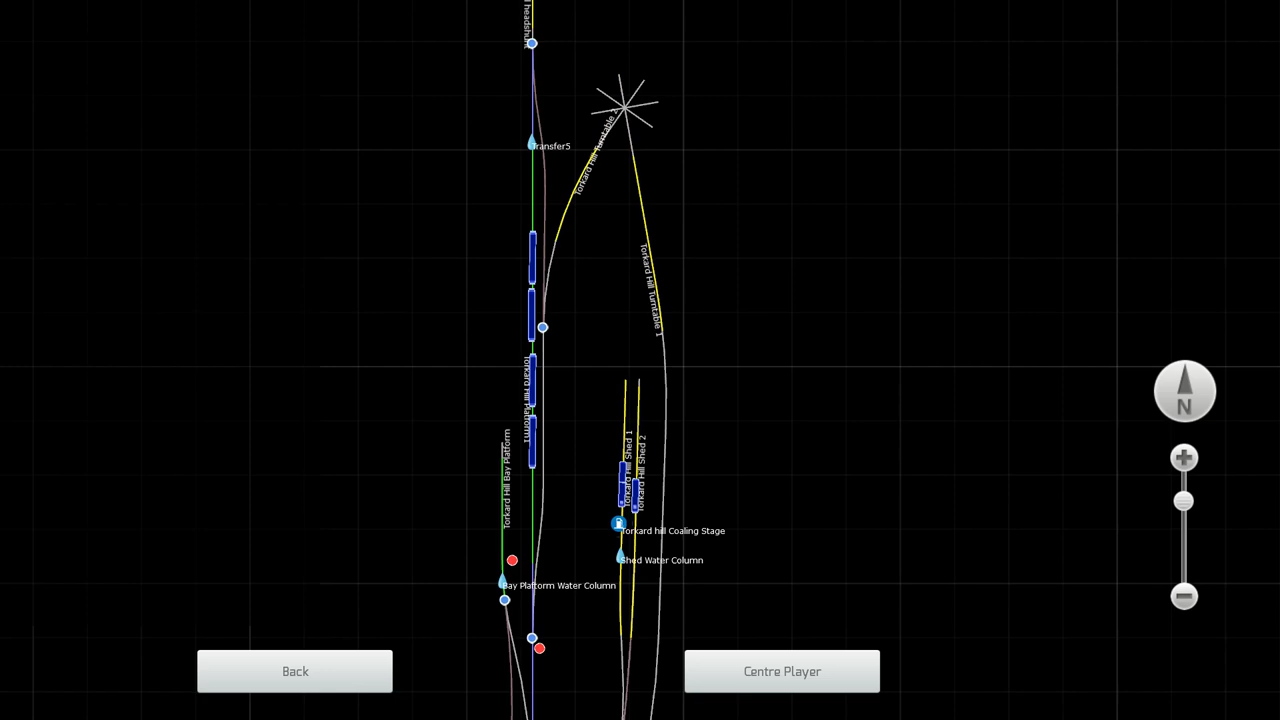 headshunt
Transfer5
Torkard Hill Turntable 2
Torkard Hill Turntable 1
Torkard Hill Platform1
Torkard Hill Bay Platform
Torkard Hill Shed 1
Torkard Hill Shed 2
Torkard hill Coaling Stage
Shed Water Column
Bay Platform Water Column
N
Back
Centre Player